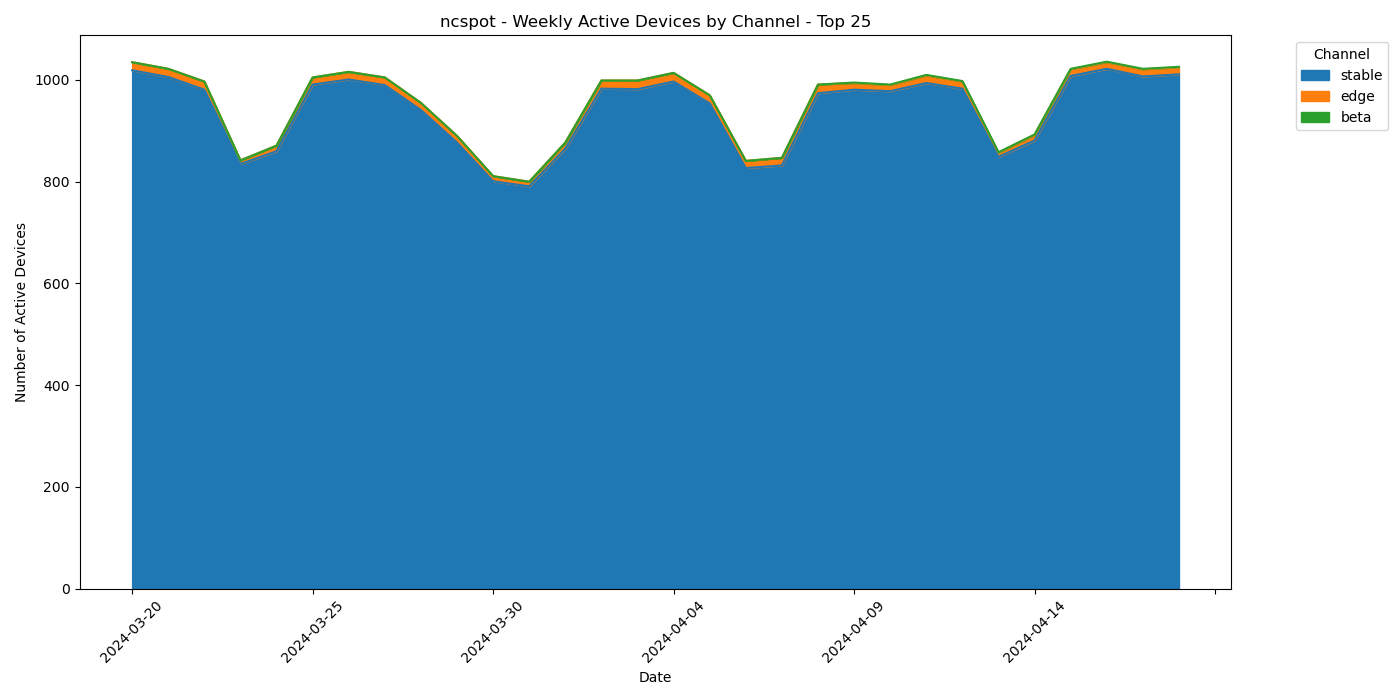 ncspot - Weekly Active Devices by Channel - Top 25
Channel
stable
edge
beta
Number of Active Devices
1000
800
600
400
200
0
2024-03-20
2024-03-25
2024-03-30
2024-04-04
2024-04-09
2024-04-14
Date